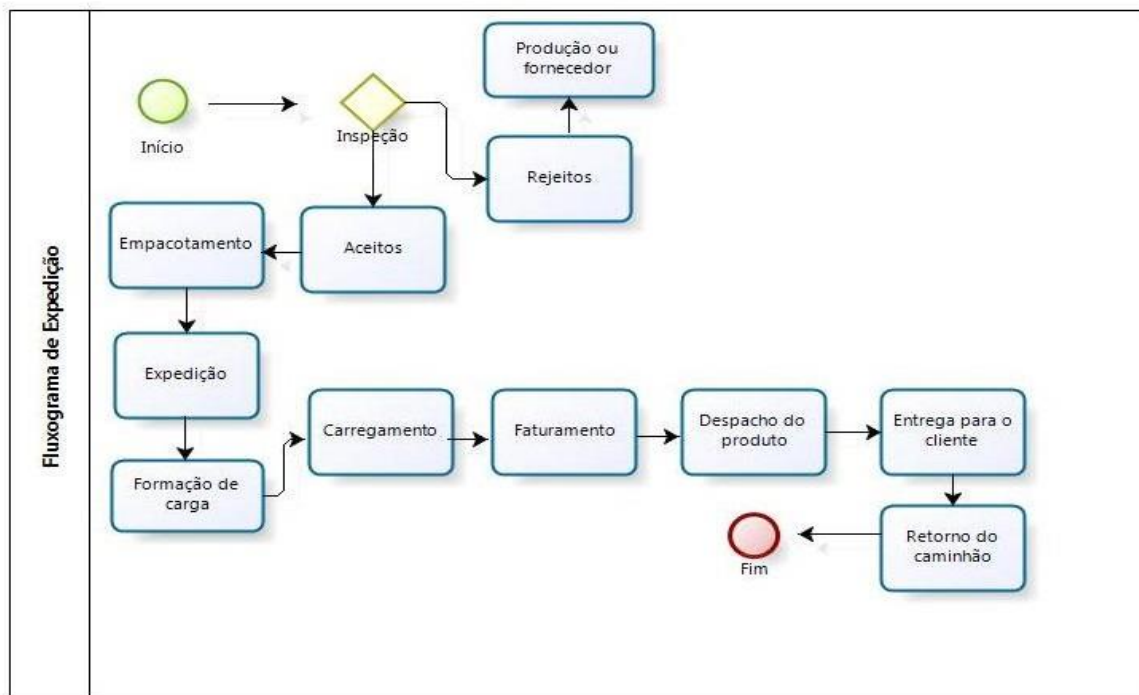 Fluxograma de Expedição
Início
Inspeção
Produção ou
fornecedor
Rejeitos
Aceitos
Empacotamento
Expedição
Formação de
carga
Carregamento
Faturamento
Despacho do
produto
Entrega para o
cliente
Retorno do
caminhão
Fim